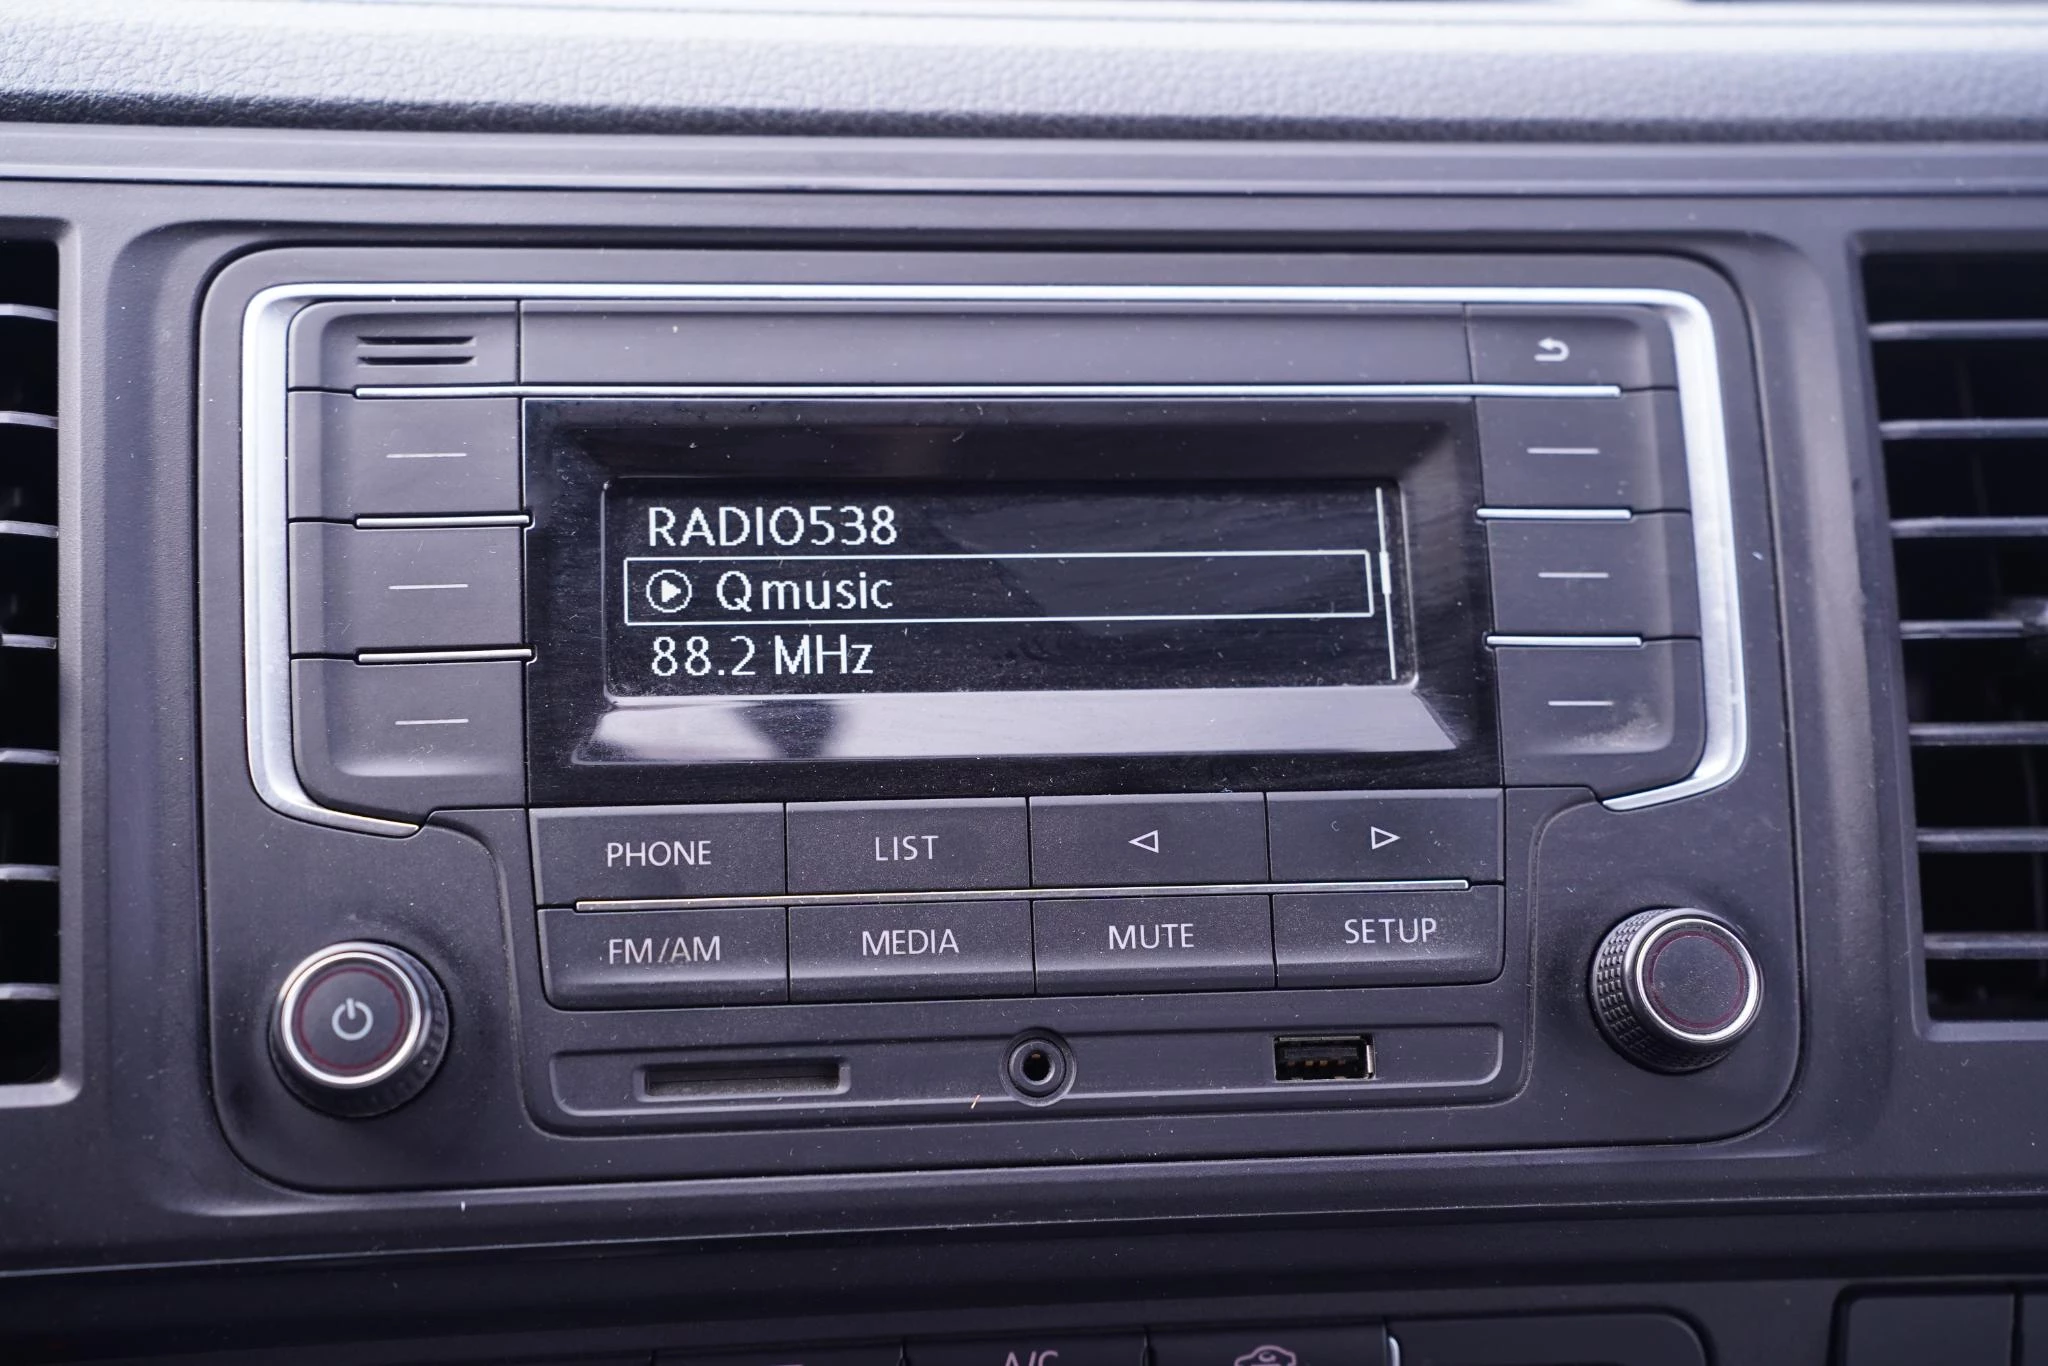 RADIO538
Qmusic
88.2 MHz
PHONE
LIST
FM/AM
MEDIA
MUTE
SETUP
A/C